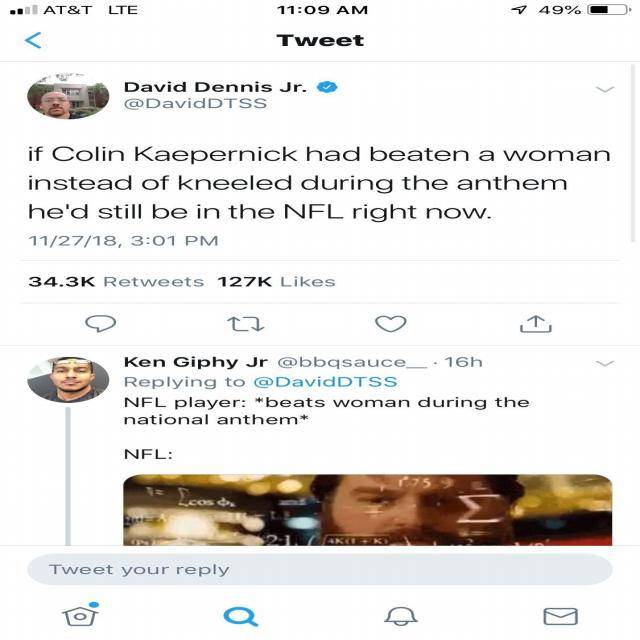 AT&T LTE 11:09 AM 49%
Tweet
David Dennis Jr.
@DavidDTSS
if Colin Kaepernick had beaten a woman
instead of kneeled during the anthem
he'd still be in the NFL right now.
11/27/18, 3:01 PM
34.3K Retweets 127K Likes
Ken Giphy Jr @bbqsauce__ · 16h
Replying to @DavidDTSS
NFL player: *beats woman during the
national anthem*
NFL:
Tweet your reply